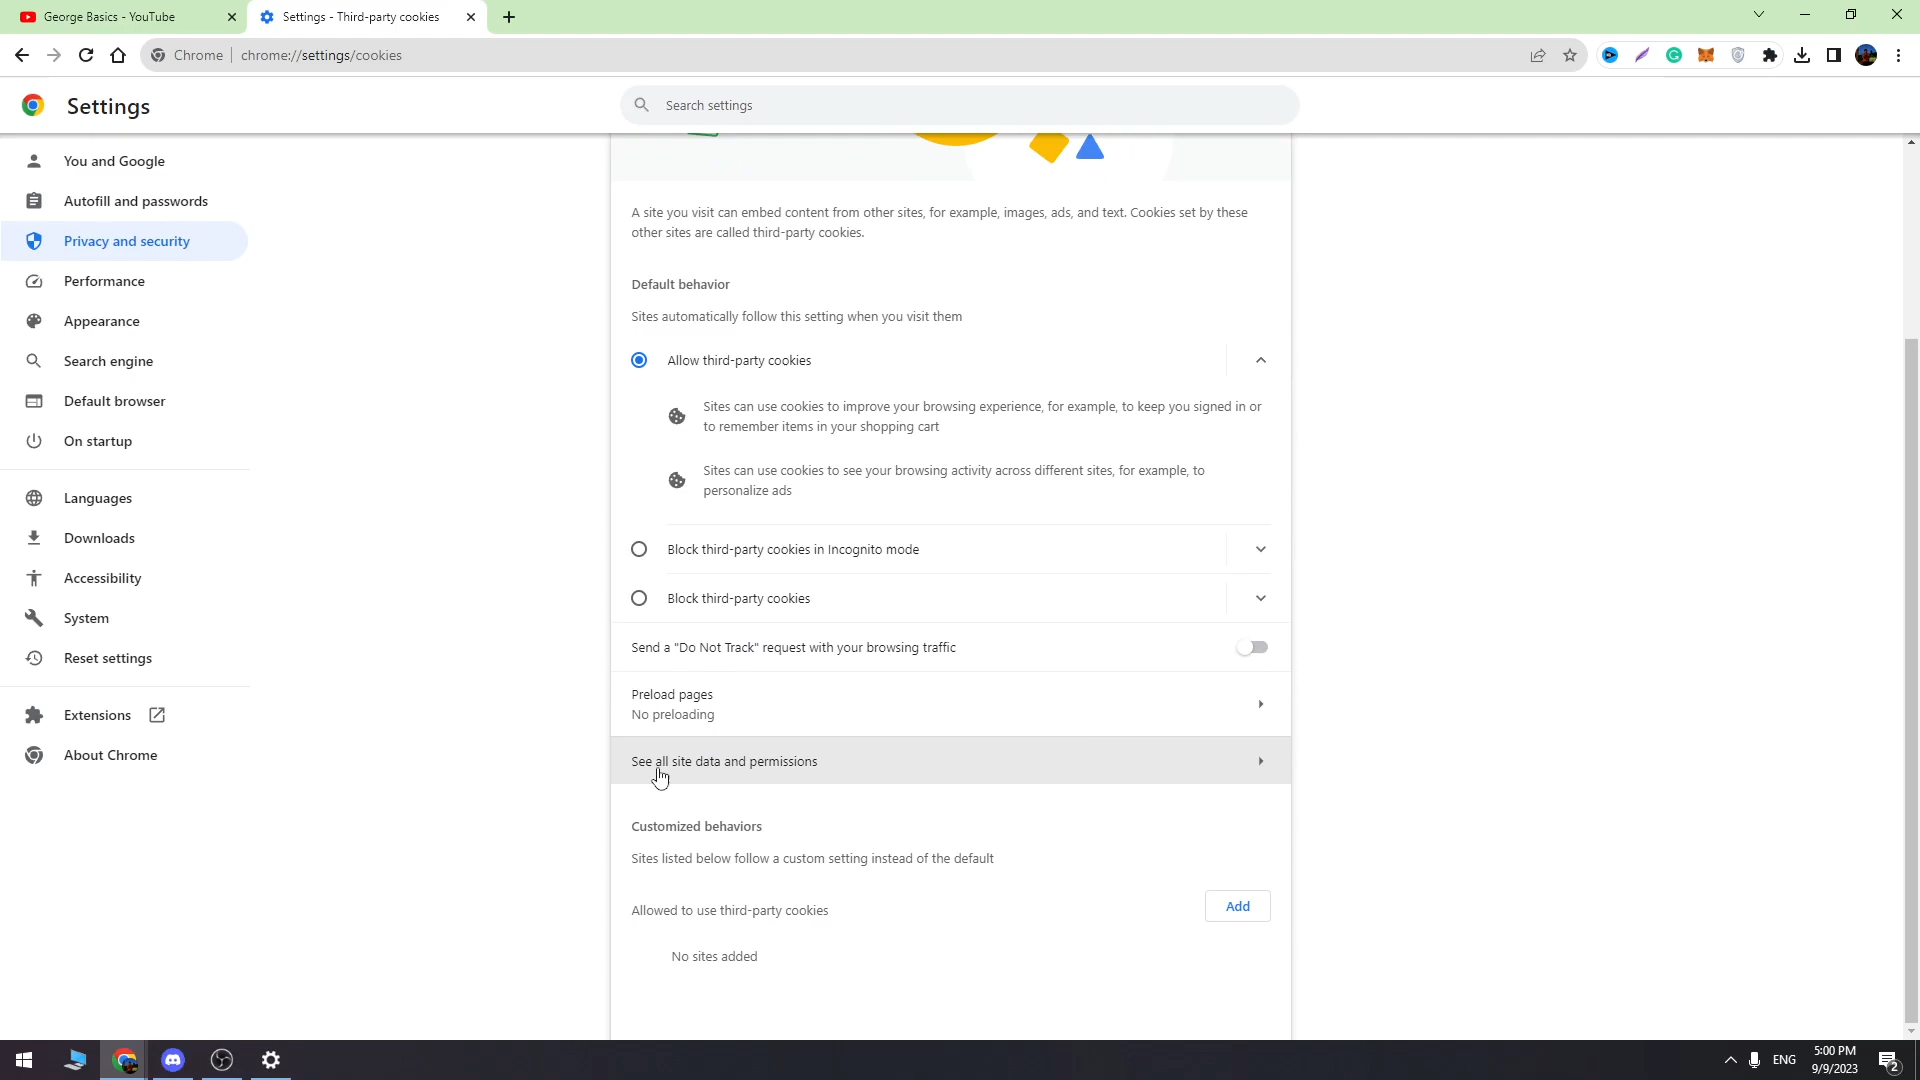 George Basics - YouTube
Settings - Third-party cookies
Chrome
chrome://settings/cookies
Settings
Search settings
You and Google
Autofill and passwords
Privacy and security
Performance
Appearance
Search engine
Default browser
On startup
Languages
Downloads
Accessibility
System
Reset settings
Extensions
About Chrome
A site you visit can embed content from other sites, for example, images, ads, and text. Cookies set by these
other sites are called third-party cookies.
Default behavior
Sites automatically follow this setting when you visit them
Allow third-party cookies
Sites can use cookies to improve your browsing experience, for example, to keep you signed in or
to remember items in your shopping cart
Sites can use cookies to see your browsing activity across different sites, for example, to
personalize ads
Block third-party cookies in Incognito mode
Block third-party cookies
Send a "Do Not Track" request with your browsing traffic
Preload pages
No preloading
See all site data and permissions
Customized behaviors
Sites listed below follow a custom setting instead of the default
Allowed to use third-party cookies
Add
No sites added
ENG
5:00 PM
9/9/2023
2